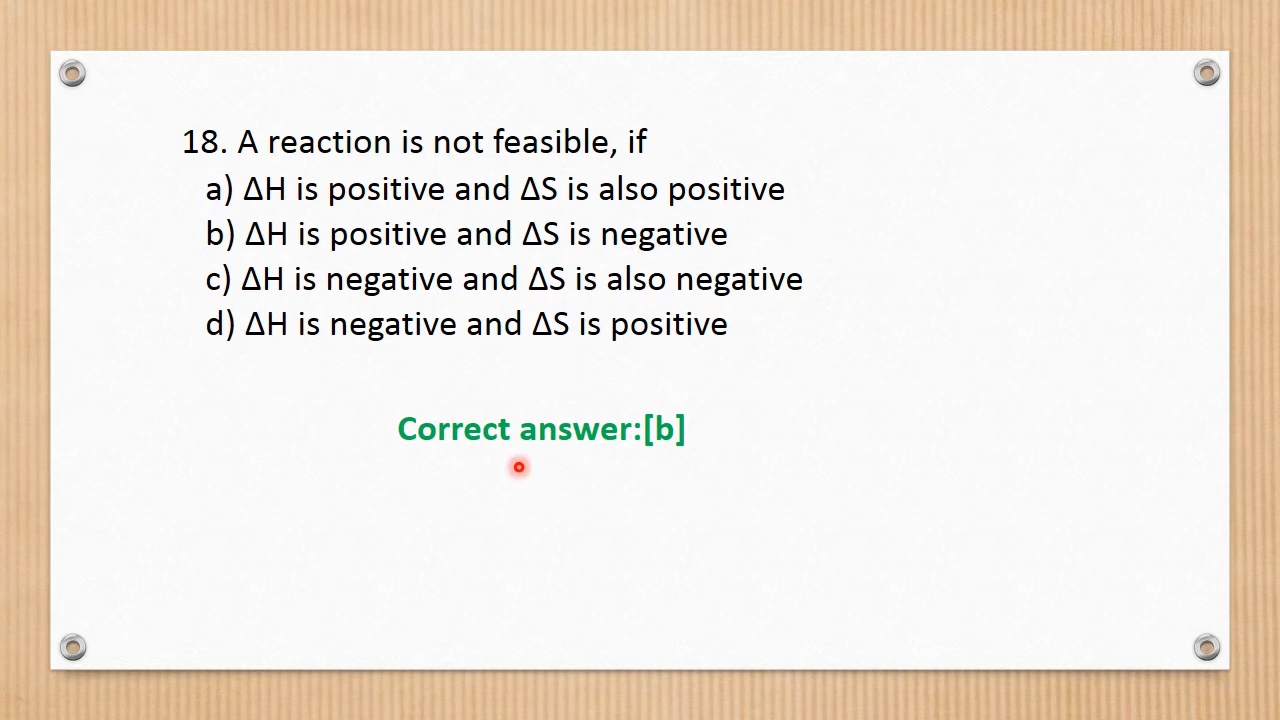 18. A reaction is not feasible, if
a) ΔH is positive and ΔS is also positive
b) ΔH is positive and ΔS is negative
c) ΔH is negative and ΔS is also negative
d) ΔH is negative and ΔS is positive
Correct answer:[b]